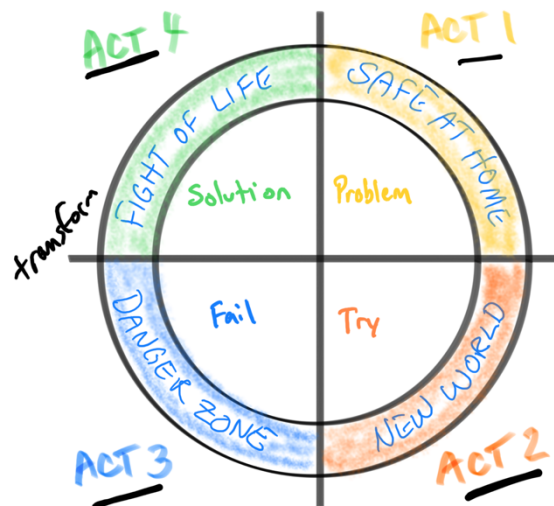 ACT 4
ACT 1
FIGHT OF LIFE
SAFE AT HOME
Solution
Problem
transform
Fail
Try
DANGER ZONE
NEW WORLD
ACT 3
ACT 2